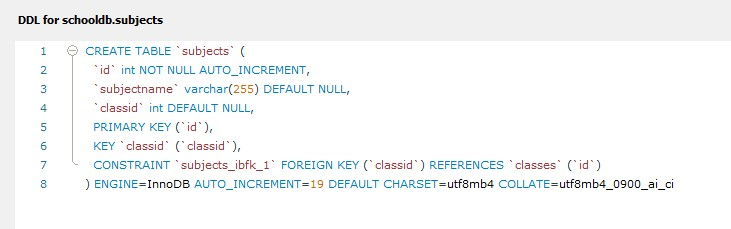 DDL for schooldb.subjects
1 CREATE TABLE `subjects` (
2 `id` int NOT NULL AUTO_INCREMENT,
3 `subjectname` varchar(255) DEFAULT NULL,
4 `classid` int DEFAULT NULL,
5 PRIMARY KEY (`id`),
6 KEY `classid` (`classid`),
7 CONSTRAINT `subjects_ibfk_1` FOREIGN KEY (`classid`) REFERENCES `classes` (`id`)
8 ) ENGINE=InnoDB AUTO_INCREMENT=19 DEFAULT CHARSET=utf8mb4 COLLATE=utf8mb4_0900_ai_ci